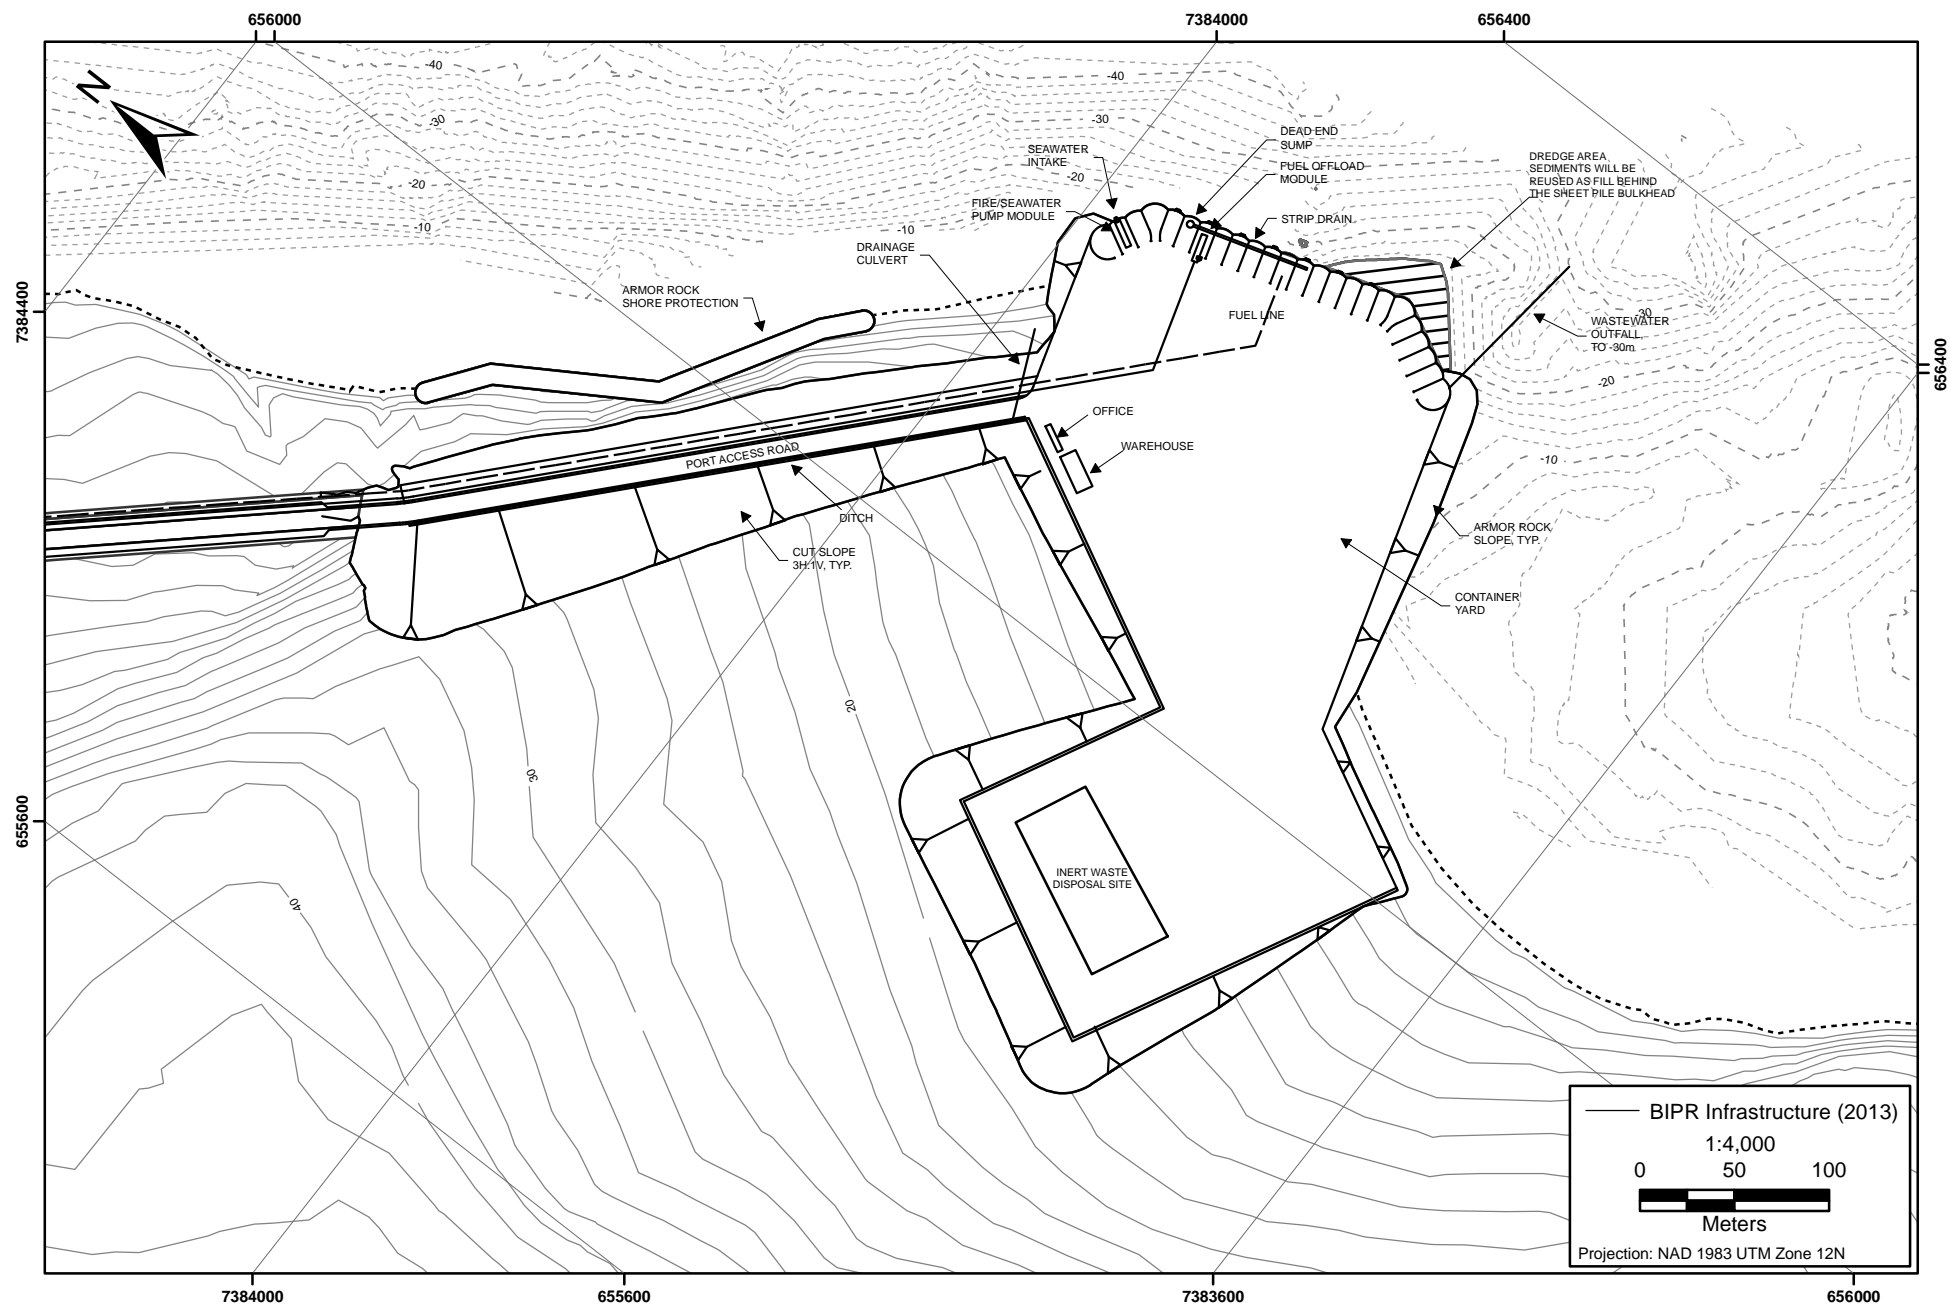 656000
7384000
656400
N
-40
-40
-30
-30
DEAD END
SUMP
SEAWATER
INTAKE
FUEL OFFLOAD
MODULE
DREDGE AREA
SEDIMENTS WILL BE
REUSED AS FILL BEHIND
THE SHEET PILE BULKHEAD
-20
-20
FIRE/SEAWATER
PUMP MODULE
STRIP DRAIN
-10
-10
DRAINAGE
CULVERT
ARMOR ROCK
SHORE PROTECTION
7384400
FUEL LINE
-30
WASTEWATER
OUTFALL
TO -30m
656400
-20
OFFICE
WAREHOUSE
PORT ACCESS ROAD
-10
DITCH
ARMOR ROCK
SLOPE, TYP.
CUT SLOPE
3H:1V, TYP.
CONTAINER
YARD
20
30
655600
INERT WASTE
DISPOSAL SITE
40
BIPR Infrastructure (2013)
1:4,000
0 50 100
Meters
Projection: NAD 1983 UTM Zone 12N
7384000
655600
7383600
656000